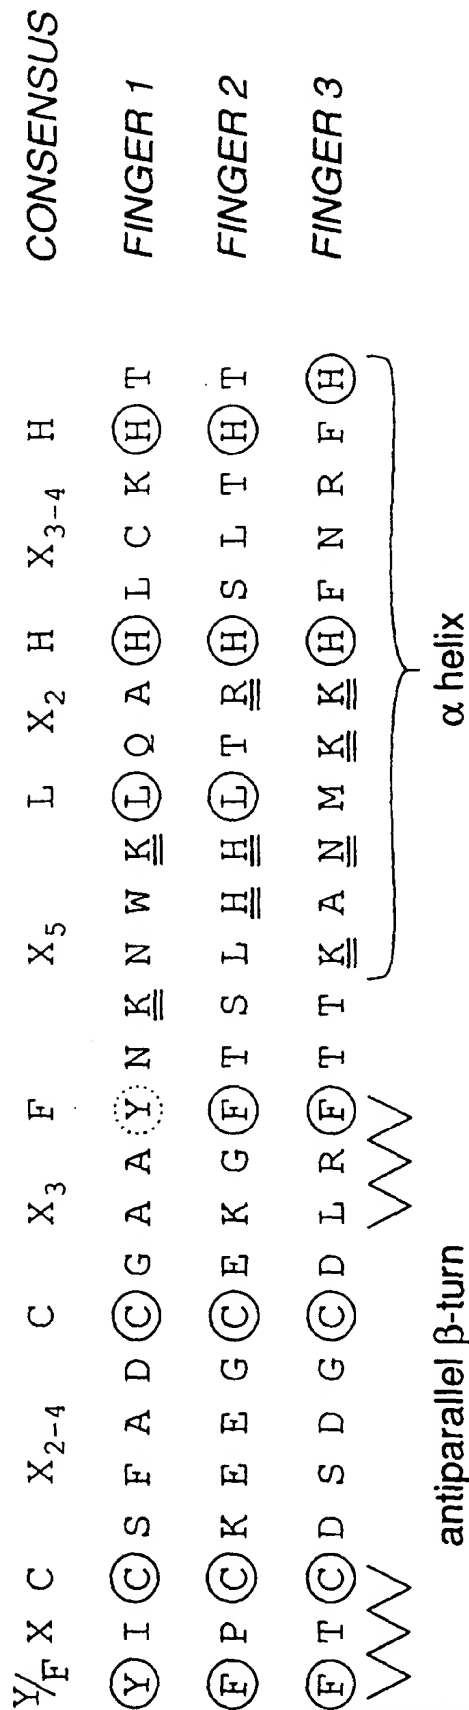 Y/F X C X₂₋₄ C X₃ F X₅ L X₂ H X₃₋₄ H CONSENSUS
Y I C S F A D C G A A Y N K N W K L Q A H L C K H T FINGER 1
F P C K E E G C E K G F T S L H H L T R H S L T H T FINGER 2
F T C D S D G C D L R F T T K A N M K K H F N R F H FINGER 3
antiparallel β-turn α helix